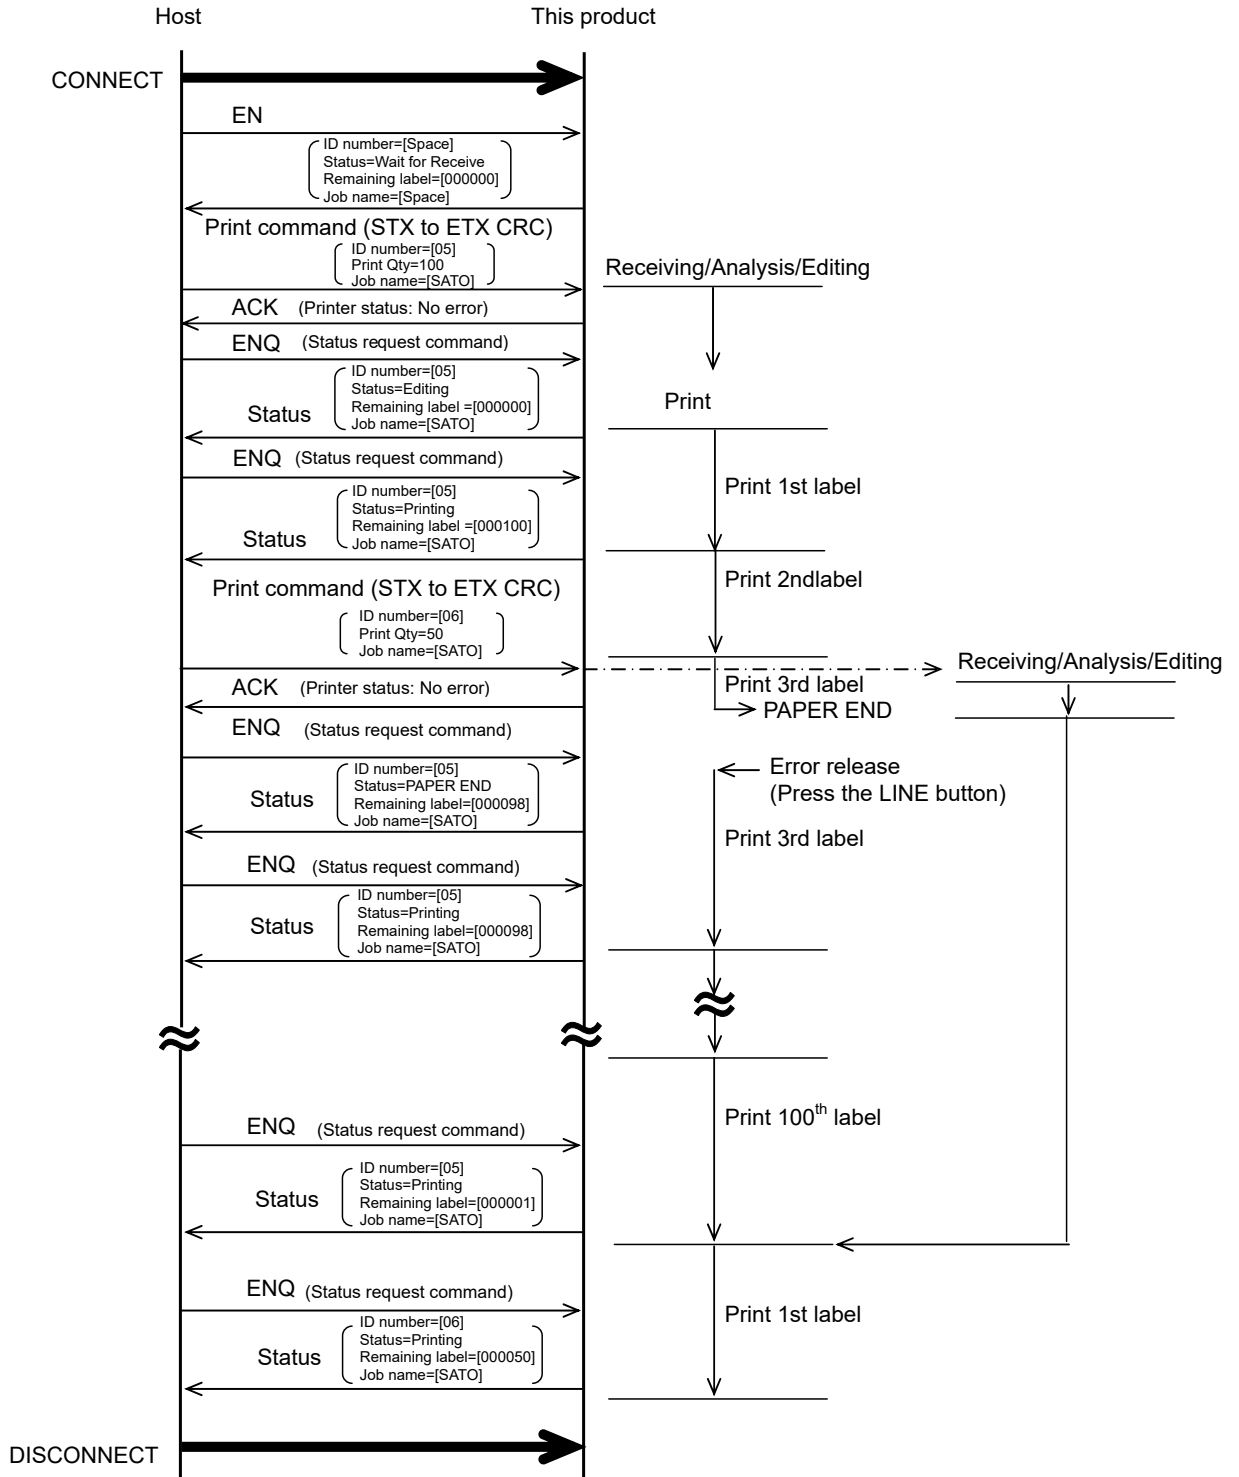 Host
This product
CONNECT
EN
ID number=[Space]
Status=Wait for Receive
Remaining label=[000000]
Job name=[Space]
Print command (STX to ETX CRC)
ID number=[05]
Print Qty=100
Job name=[SATO]
Receiving/Analysis/Editing
ACK (Printer status: No error)
ENQ (Status request command)
ID number=[05]
Status=Editing
Remaining label =[000000]
Job name=[SATO]
Status
Print
ENQ (Status request command)
Print 1st label
ID number=[05]
Status=Printing
Remaining label =[000100]
Job name=[SATO]
Status
Print 2ndlabel
Print command (STX to ETX CRC)
ID number=[06]
Print Qty=50
Job name=[SATO]
Receiving/Analysis/Editing
ACK (Printer status: No error)
Print 3rd label
PAPER END
ENQ (Status request command)
ID number=[05]
Status=PAPER END
Remaining label=[000098]
Job name=[SATO]
Status
Error release
(Press the LINE button)
Print 3rd label
ENQ (Status request command)
ID number=[05]
Status=Printing
Remaining label=[000098]
Job name=[SATO]
Status
Print 100th label
ENQ (Status request command)
ID number=[05]
Status=Printing
Remaining label=[000001]
Job name=[SATO]
Status
ENQ (Status request command)
Print 1st label
ID number=[06]
Status=Printing
Remaining label=[000050]
Job name=[SATO]
Status
DISCONNECT